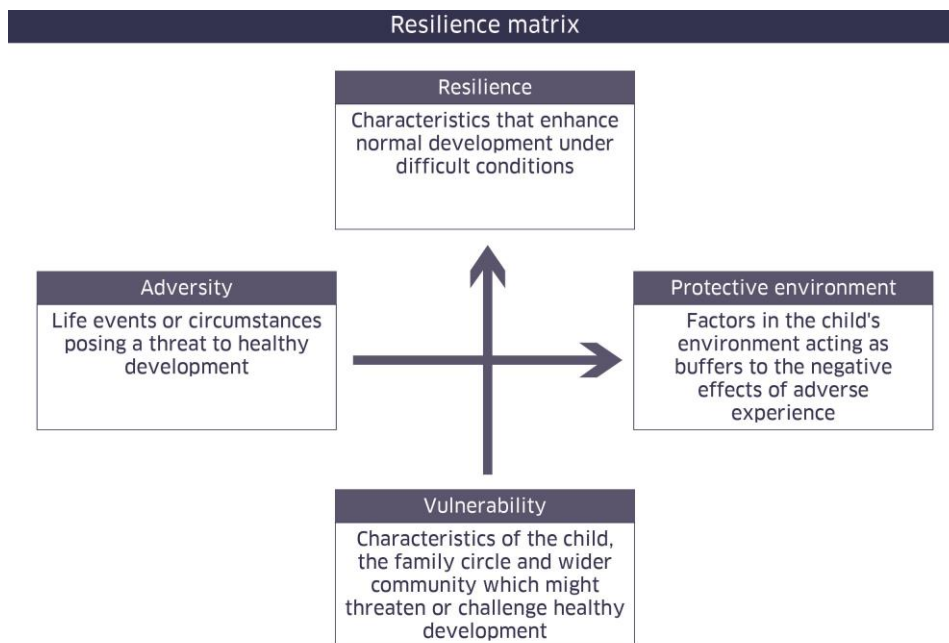 Resilience matrix
Resilience
Characteristics that enhance
normal development under
difficult conditions
Adversity
Life events or circumstances
posing a threat to healthy
development
Protective environment
Factors in the child's
environment acting as
buffers to the negative
effects of adverse
experience
Vulnerability
Characteristics of the child,
the family circle and wider
community which might
threaten or challenge healthy
development